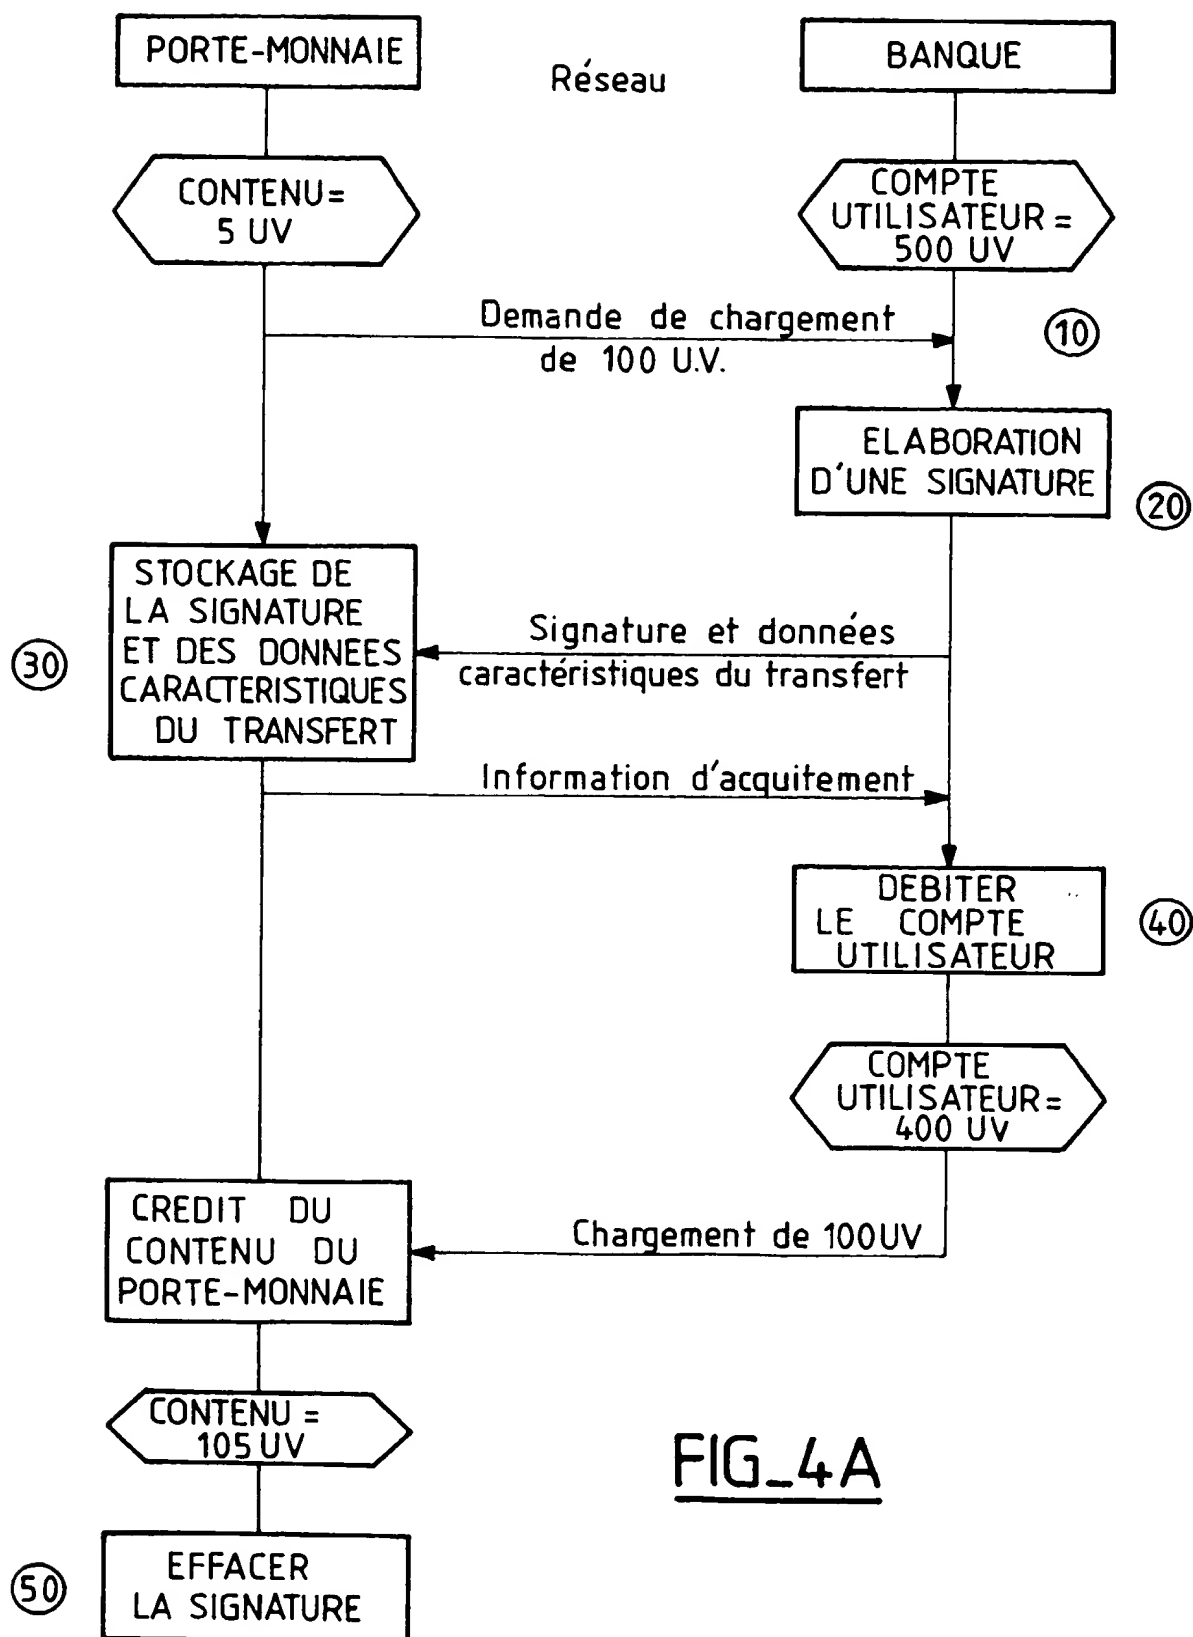 PORTE-MONNAIE
Réseau
BANQUE
CONTENU =
5 UV
COMPTE
UTILISATEUR =
500 UV
Demande de chargement
de 100 U.V.
10
ELABORATION
D'UNE SIGNATURE
20
STOCKAGE DE
LA SIGNATURE
ET DES DONNEES
CARACTERISTIQUES
DU TRANSFERT
30
Signature et données
caractéristiques du transfert
Information d'acquitement
DEBITER
LE COMPTE
UTILISATEUR
40
COMPTE
UTILISATEUR =
400 UV
CREDIT DU
CONTENU DU
PORTE-MONNAIE
Chargement de 100UV
CONTENU =
105 UV
FIG_4A
EFFACER
LA SIGNATURE
50